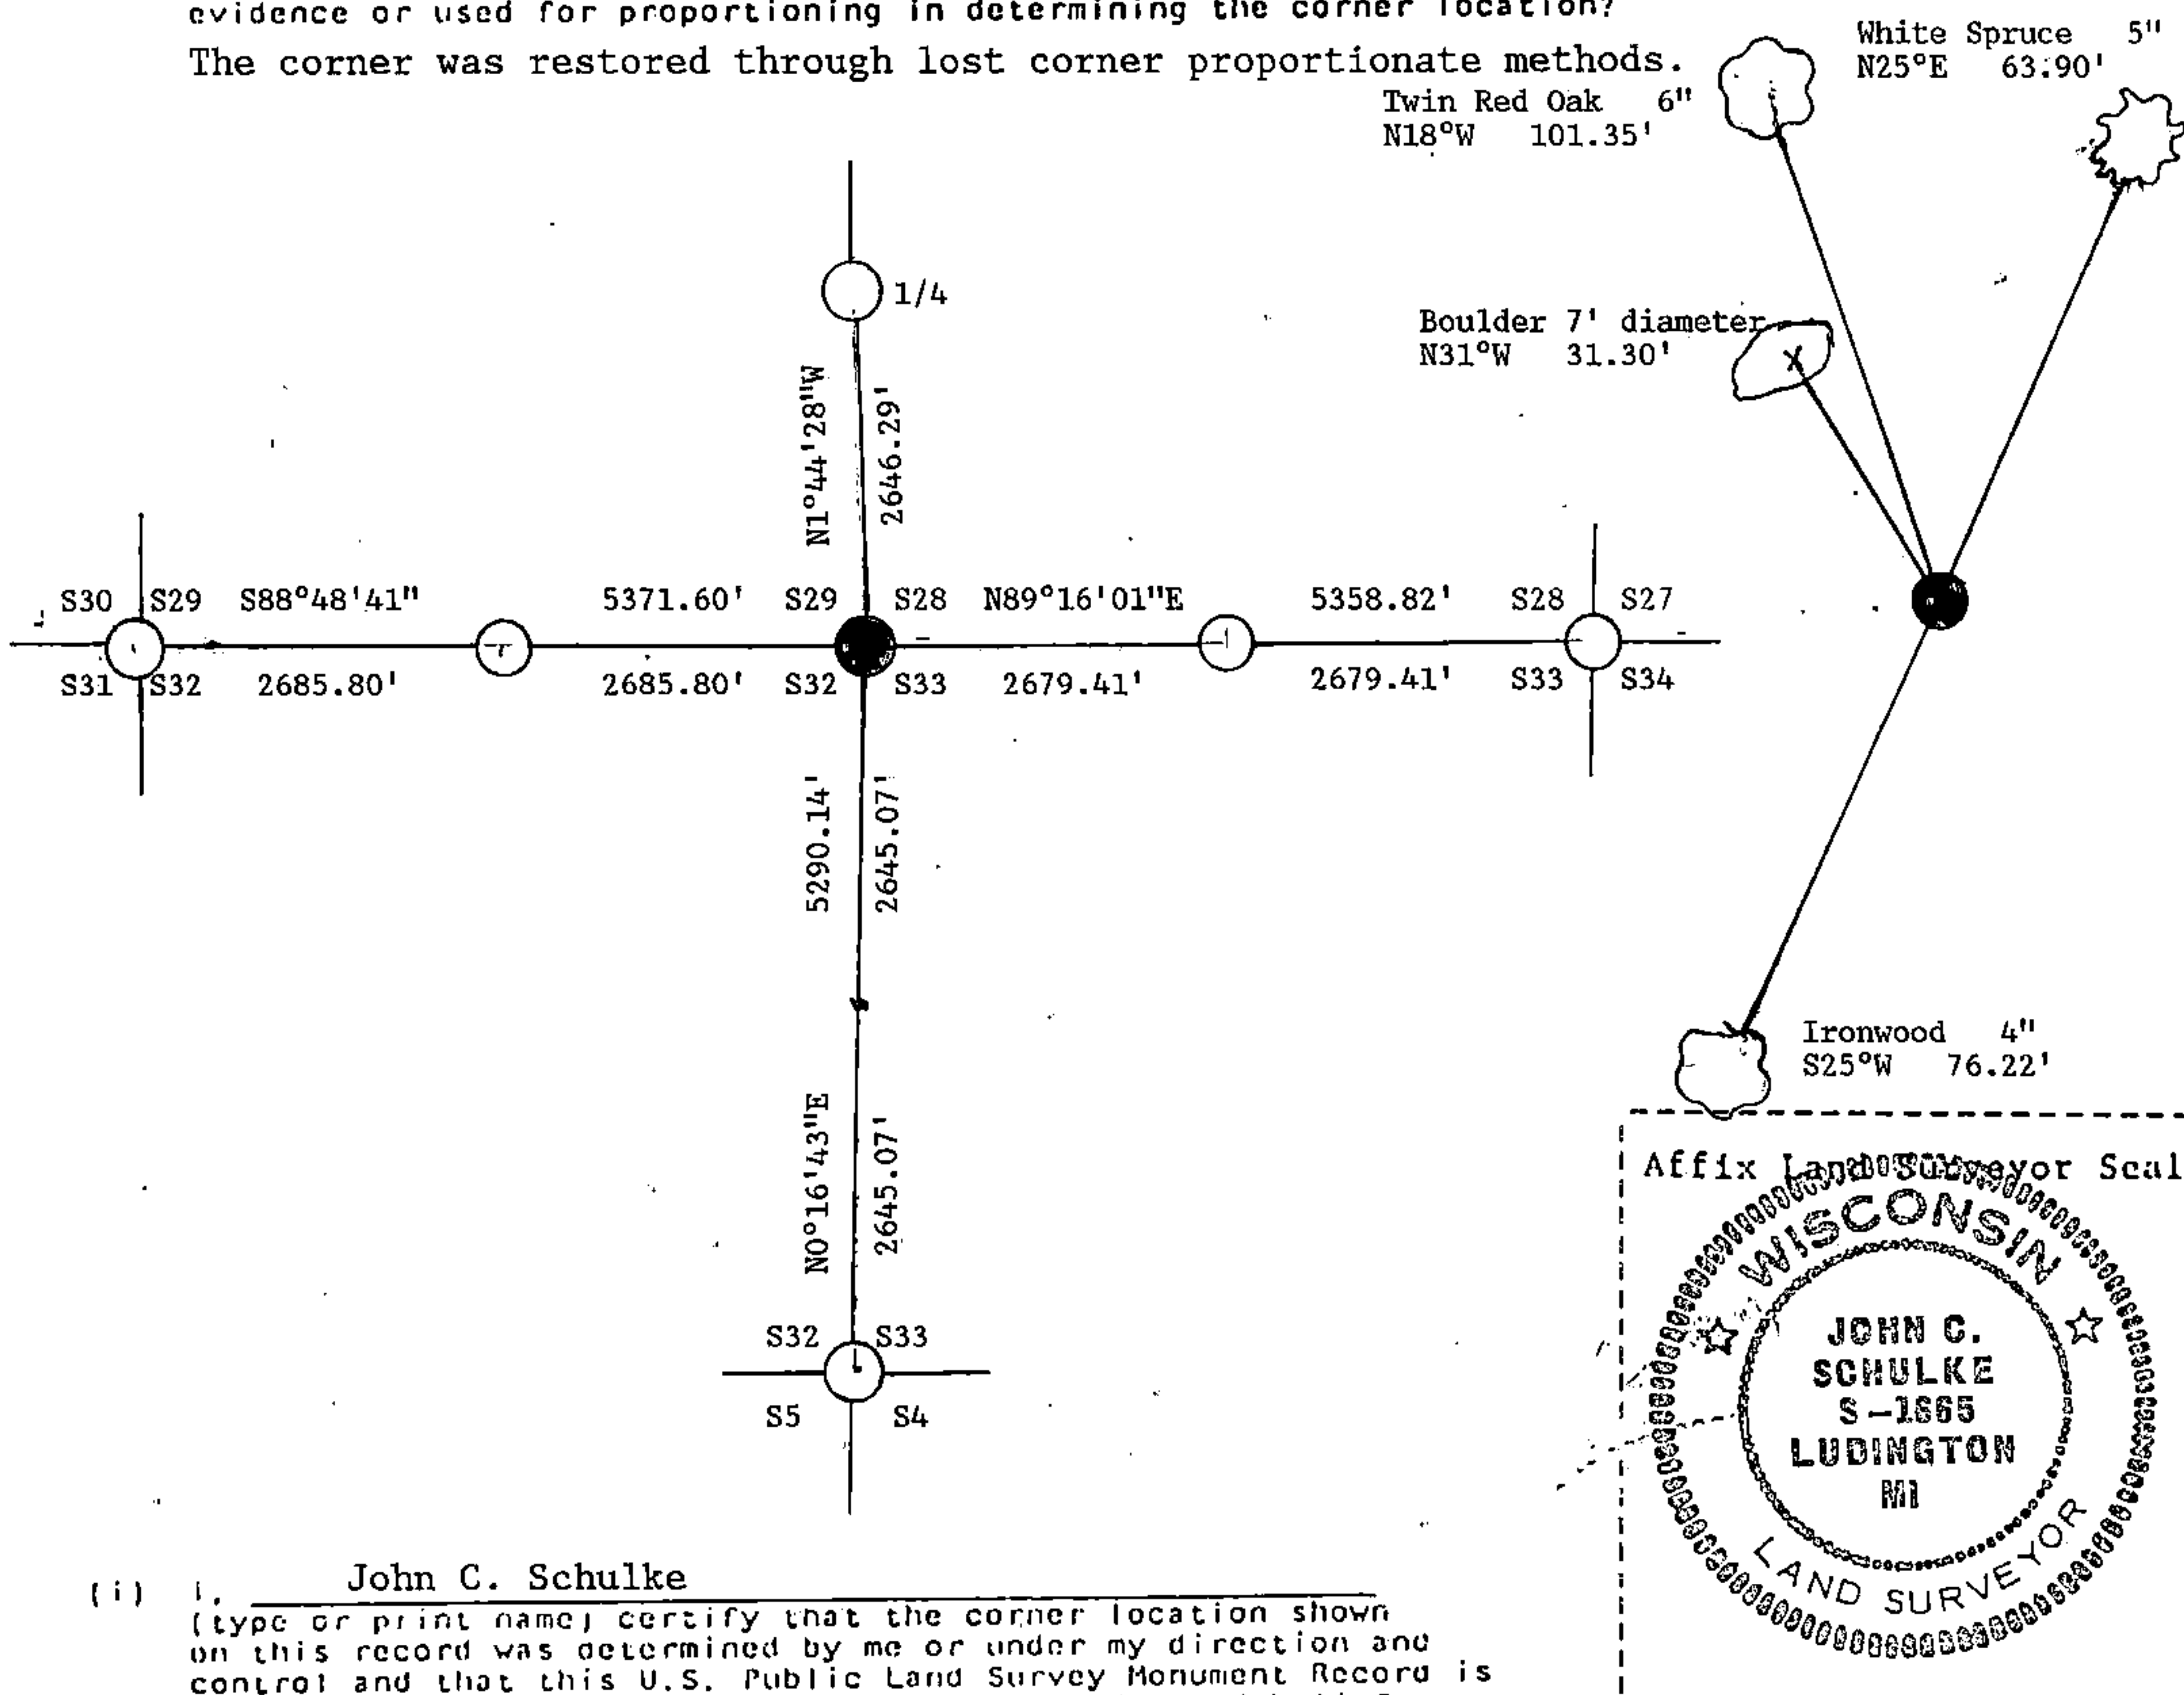 evidence or used for proportioning in determining the corner location?
The corner was restored through lost corner proportionate methods.
White Spruce 5"
N25°E 63.90'
Twin Red Oak 6"
N18°W 101.35'
1/4
Boulder 7' diameter
N31°W 31.30'
N1°44'28"W
2646.29'
S30 S29 S88°48'41" 5371.60' S29 S28 N89°16'01"E 5358.82' S28 S27
S31 S32 2685.80' 2685.80' S32 S33 2679.41' 2679.41' S33 S34
5290.14'
2645.07'
N0°16'43"E
2645.07'
Ironwood 4"
S25°W 76.22'
S32 S33
S5 S4
Affix Land Surveyor Seal
WISCONSIN
JOHN C.
SCHULKE
S-1665
LUDINGTON
MI
LAND SURVEYOR
(i) i, John C. Schulke
(type or print name) certify that the corner location shown
on this record was determined by me or under my direction and
control and that this U.S. Public Land Survey Monument Record is